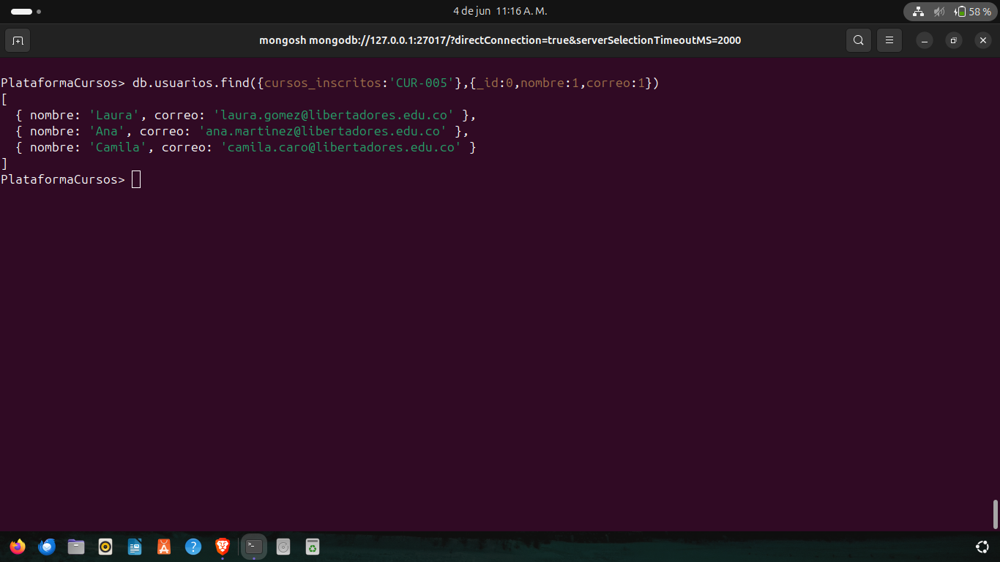 4 de jun 11:16 A. M.
58 %
mongosh mongodb://127.0.0.1:27017/?directConnection=true&serverSelectionTimeoutMS=2000
PlataformaCursos> db.usuarios.find({cursos_inscritos:'CUR-005'},{_id:0,nombre:1,correo:1})
[
  { nombre: 'Laura', correo: 'laura.gomez@libertadores.edu.co' },
  { nombre: 'Ana', correo: 'ana.martinez@libertadores.edu.co' },
  { nombre: 'Camila', correo: 'camila.caro@libertadores.edu.co' }
]
PlataformaCursos>